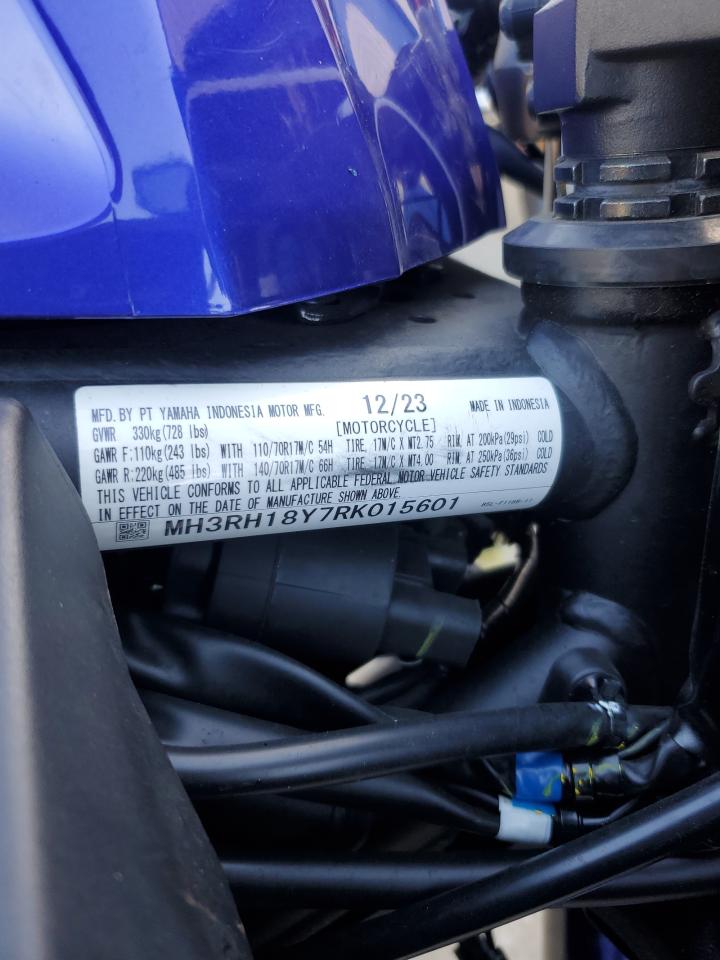 MFD. BY PT YAMAHA INDONESIA MOTOR MFG. 12/23 MADE IN INDONESIA
GVWR 330kg(728 lbs) [MOTORCYCLE]
GAWR F:110kg(243 lbs) WITH 110/70R17M/C 54H TIRE, 17M/C X MT2.75 RIM, AT 200kPa(29psi) COLD
GAWR R:220kg(485 lbs) WITH 140/70R17M/C 66H TIRE, 17M/C X MT4.00 RIM, AT 250kPa(36psi) COLD
THIS VEHICLE CONFORMS TO ALL APPLICABLE FEDERAL MOTOR VEHICLE SAFETY STANDARDS
IN EFFECT ON THE DATE OF MANUFACTURE SHOWN ABOVE.
MH3RH18Y7RK015601